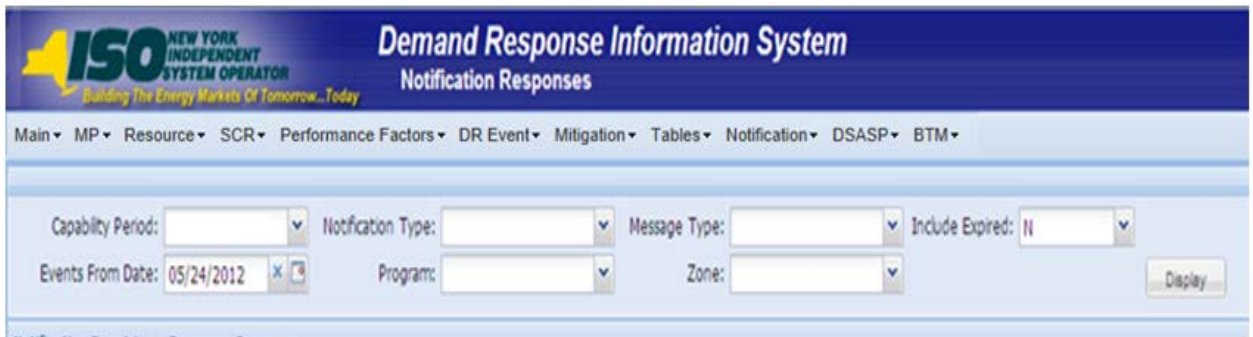 ISO NEW YORK INDEPENDENT SYSTEM OPERATOR
Building The Energy Markets Of Tomorrow...Today
Demand Response Information System
Notification Responses
Main MP Resource SCR Performance Factors DR Event Mitigation Tables Notification DSASP BTM
Capability Period: Notification Type: Message Type: Include Expired: N
Events From Date: 05/24/2012 Program: Zone:
Display